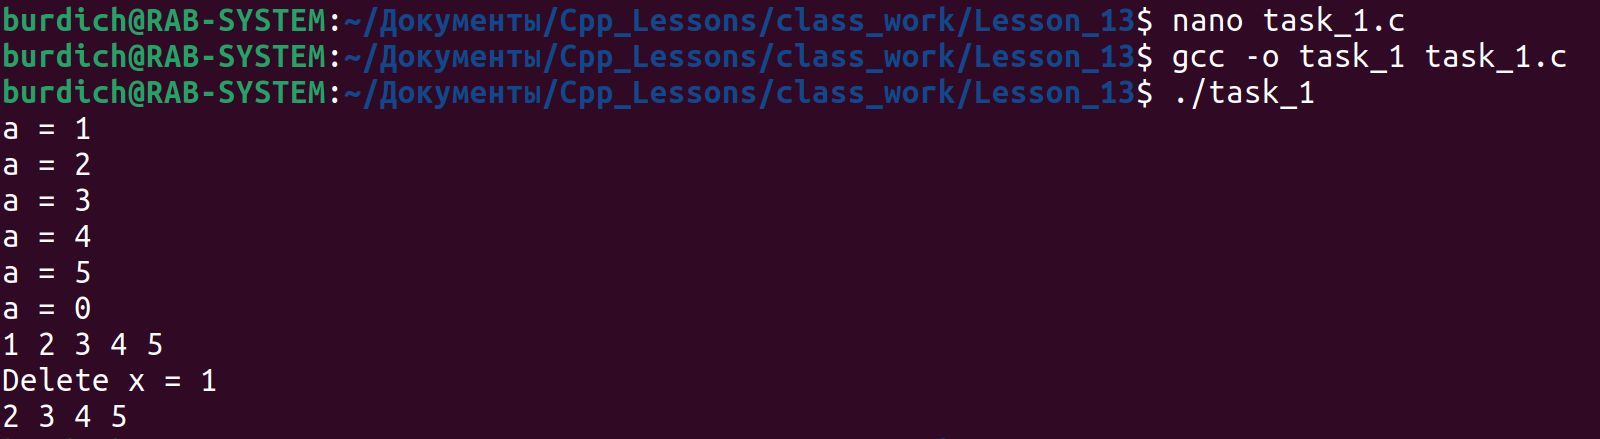 burdich@RAB-SYSTEM:~/Документы/Cpp_Lessons/class_work/Lesson_13$ nano task_1.c
burdich@RAB-SYSTEM:~/Документы/Cpp_Lessons/class_work/Lesson_13$ gcc -o task_1 task_1.c
burdich@RAB-SYSTEM:~/Документы/Cpp_Lessons/class_work/Lesson_13$ ./task_1
a = 1
a = 2
a = 3
a = 4
a = 5
a = 0
1 2 3 4 5
Delete x = 1
2 3 4 5